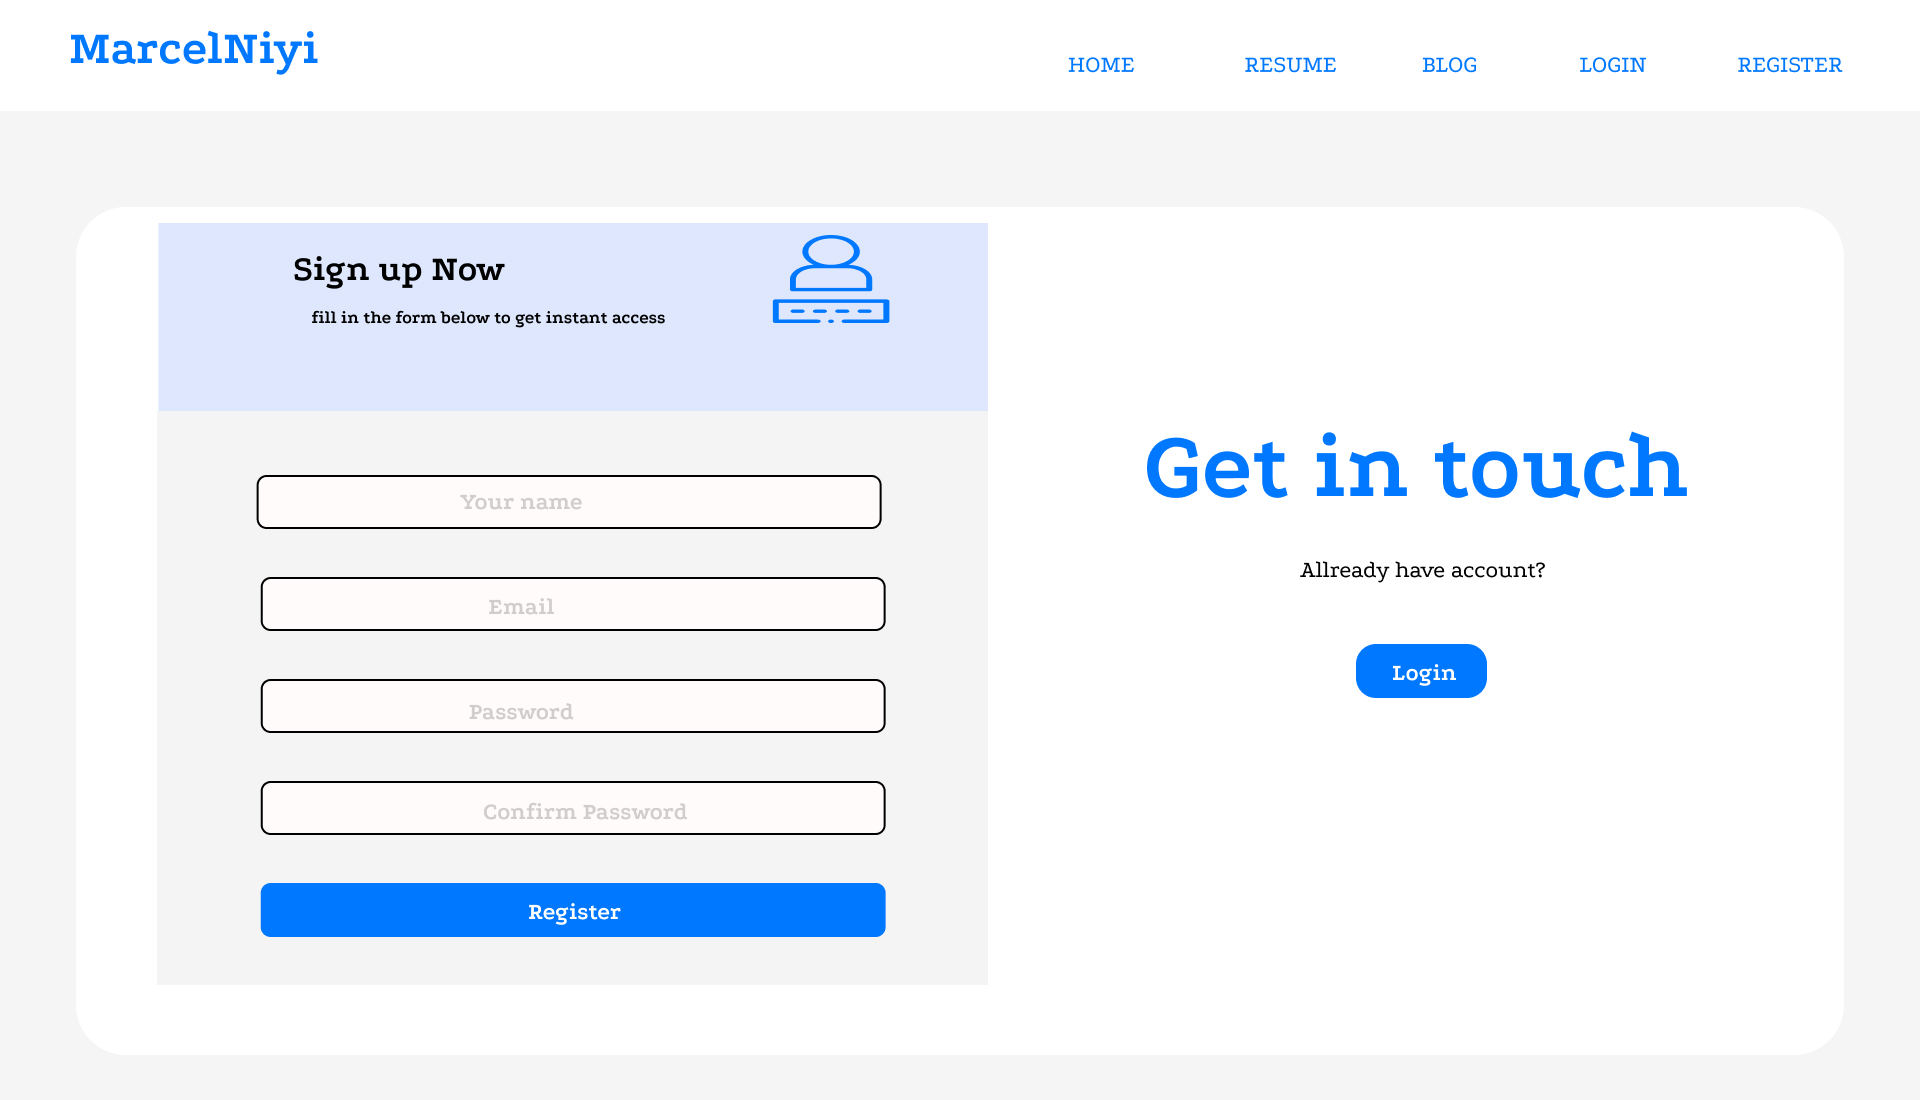 MarcelNiyi
HOME RESUME BLOG LOGIN REGISTER
Sign up Now
fill in the form below to get instant access
Your name
Email
Password
Confirm Password
Register
Get in touch
Allready have account?
Login